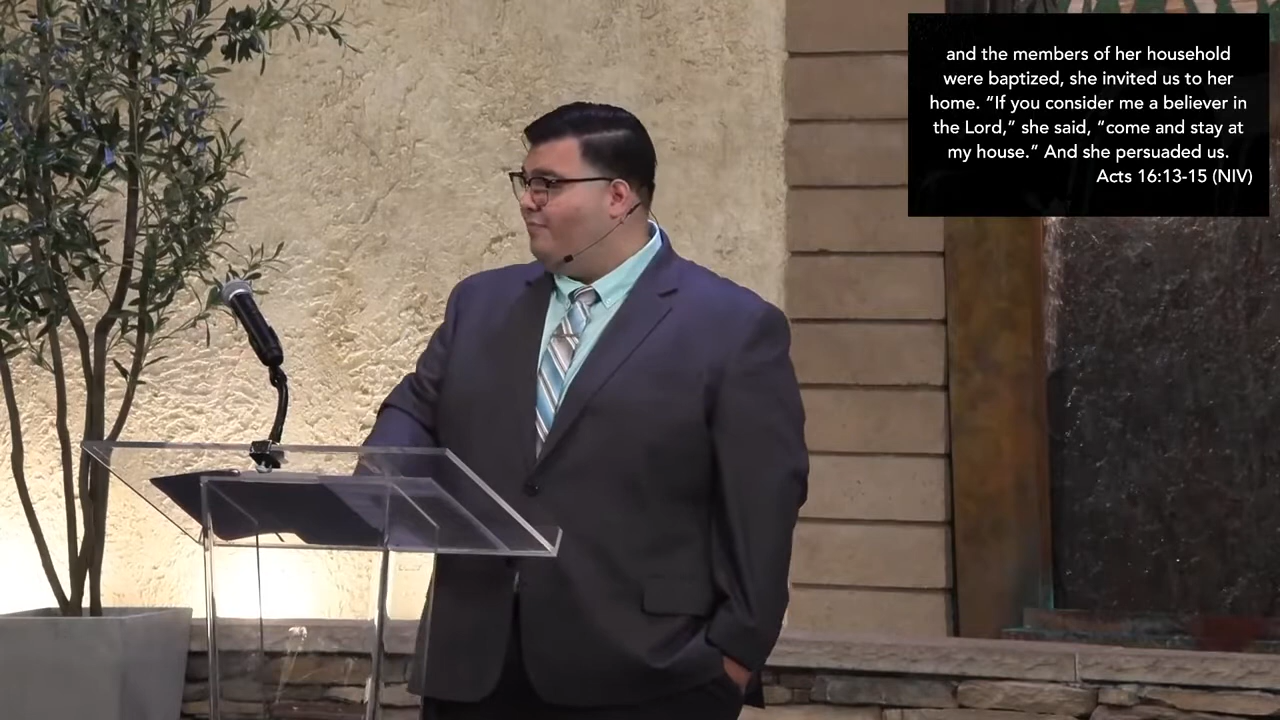 and the members of her household
were baptized, she invited us to her
home. “If you consider me a believer in
the Lord,” she said, “come and stay at
my house.” And she persuaded us.
Acts 16:13-15 (NIV)